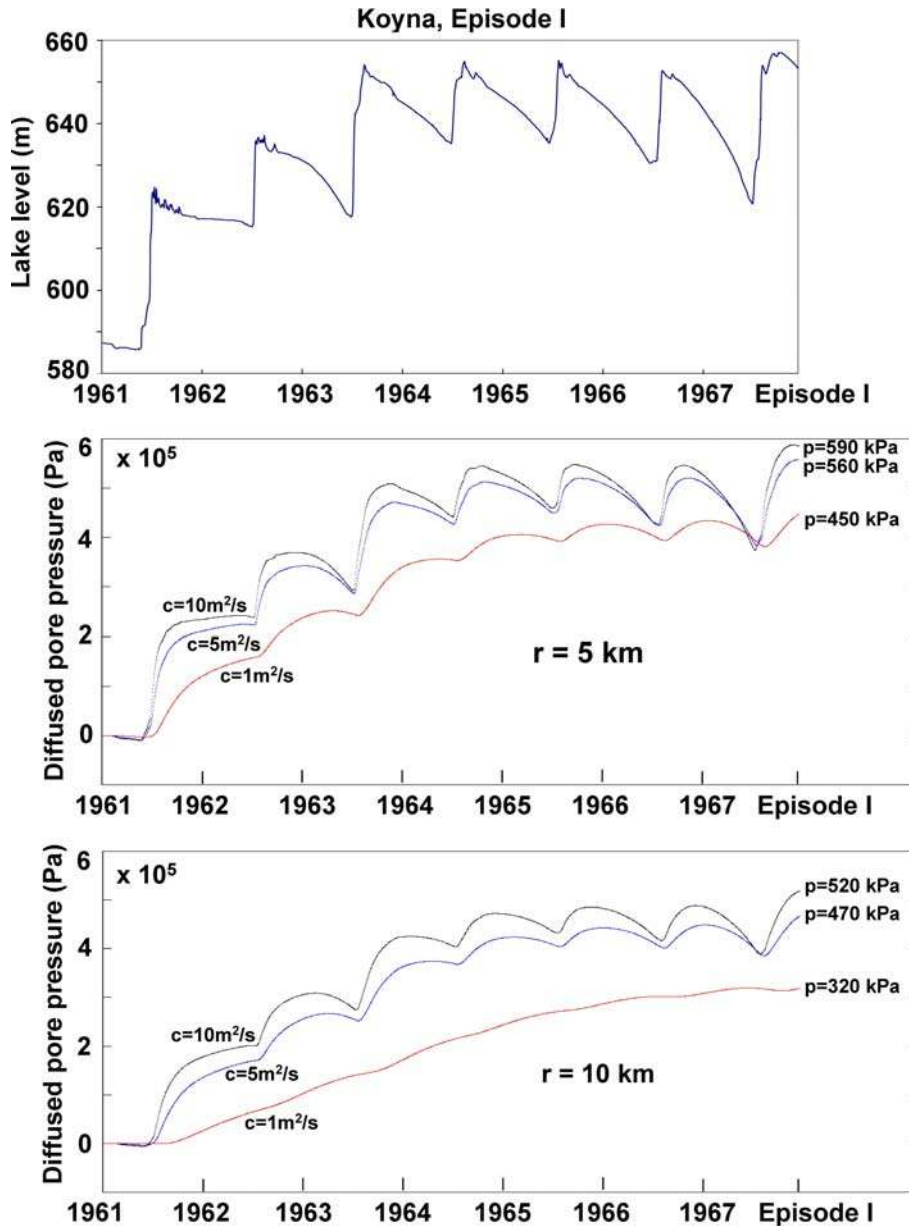 Koyna, Episode I
660
640
620
600
580
Lake level (m)
1961 1962 1963 1964 1965 1966 1967 Episode I
6
4
2
0
Diffused pore pressure (Pa)
x 10⁵
p=590 kPa
p=560 kPa
p=450 kPa
c=10m²/s
c=5m²/s
c=1m²/s
r = 5 km
1961 1962 1963 1964 1965 1966 1967 Episode I
6
4
2
0
Diffused pore pressure (Pa)
x 10⁵
p=520 kPa
p=470 kPa
p=320 kPa
c=10m²/s
c=5m²/s
c=1m²/s
r = 10 km
1961 1962 1963 1964 1965 1966 1967 Episode I